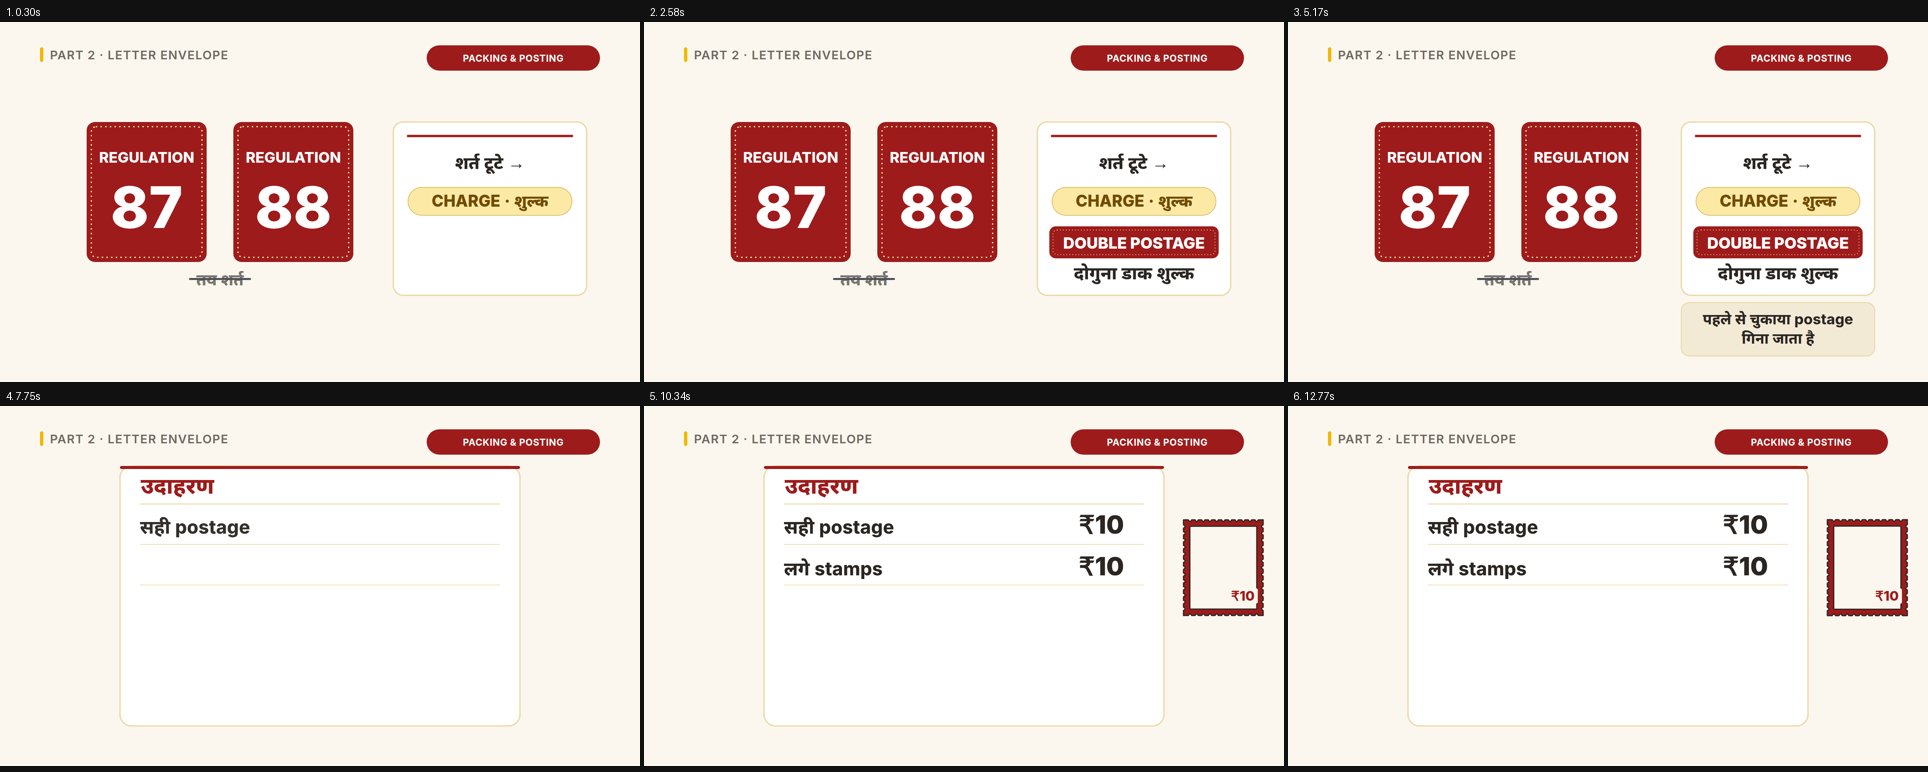 1. 0.30s
PART 2 · LETTER ENVELOPE
PACKING & POSTING
REGULATION
87
REGULATION
88
तय शर्त
शर्त टूटे →
CHARGE · शुल्क
2. 2.58s
PART 2 · LETTER ENVELOPE
PACKING & POSTING
REGULATION
87
REGULATION
88
तय शर्त
शर्त टूटे →
CHARGE · शुल्क
DOUBLE POSTAGE
दोगुना डाक शुल्क
3. 5.17s
PART 2 · LETTER ENVELOPE
PACKING & POSTING
REGULATION
87
REGULATION
88
तय शर्त
शर्त टूटे →
CHARGE · शुल्क
DOUBLE POSTAGE
दोगुना डाक शुल्क
पहले से चुकाया postage
गिना जाता है
4. 7.75s
PART 2 · LETTER ENVELOPE
PACKING & POSTING
उदाहरण
सही postage
5. 10.34s
PART 2 · LETTER ENVELOPE
PACKING & POSTING
उदाहरण
सही postage ₹10
लगे stamps ₹10
₹10
6. 12.77s
PART 2 · LETTER ENVELOPE
PACKING & POSTING
उदाहरण
सही postage ₹10
लगे stamps ₹10
₹10